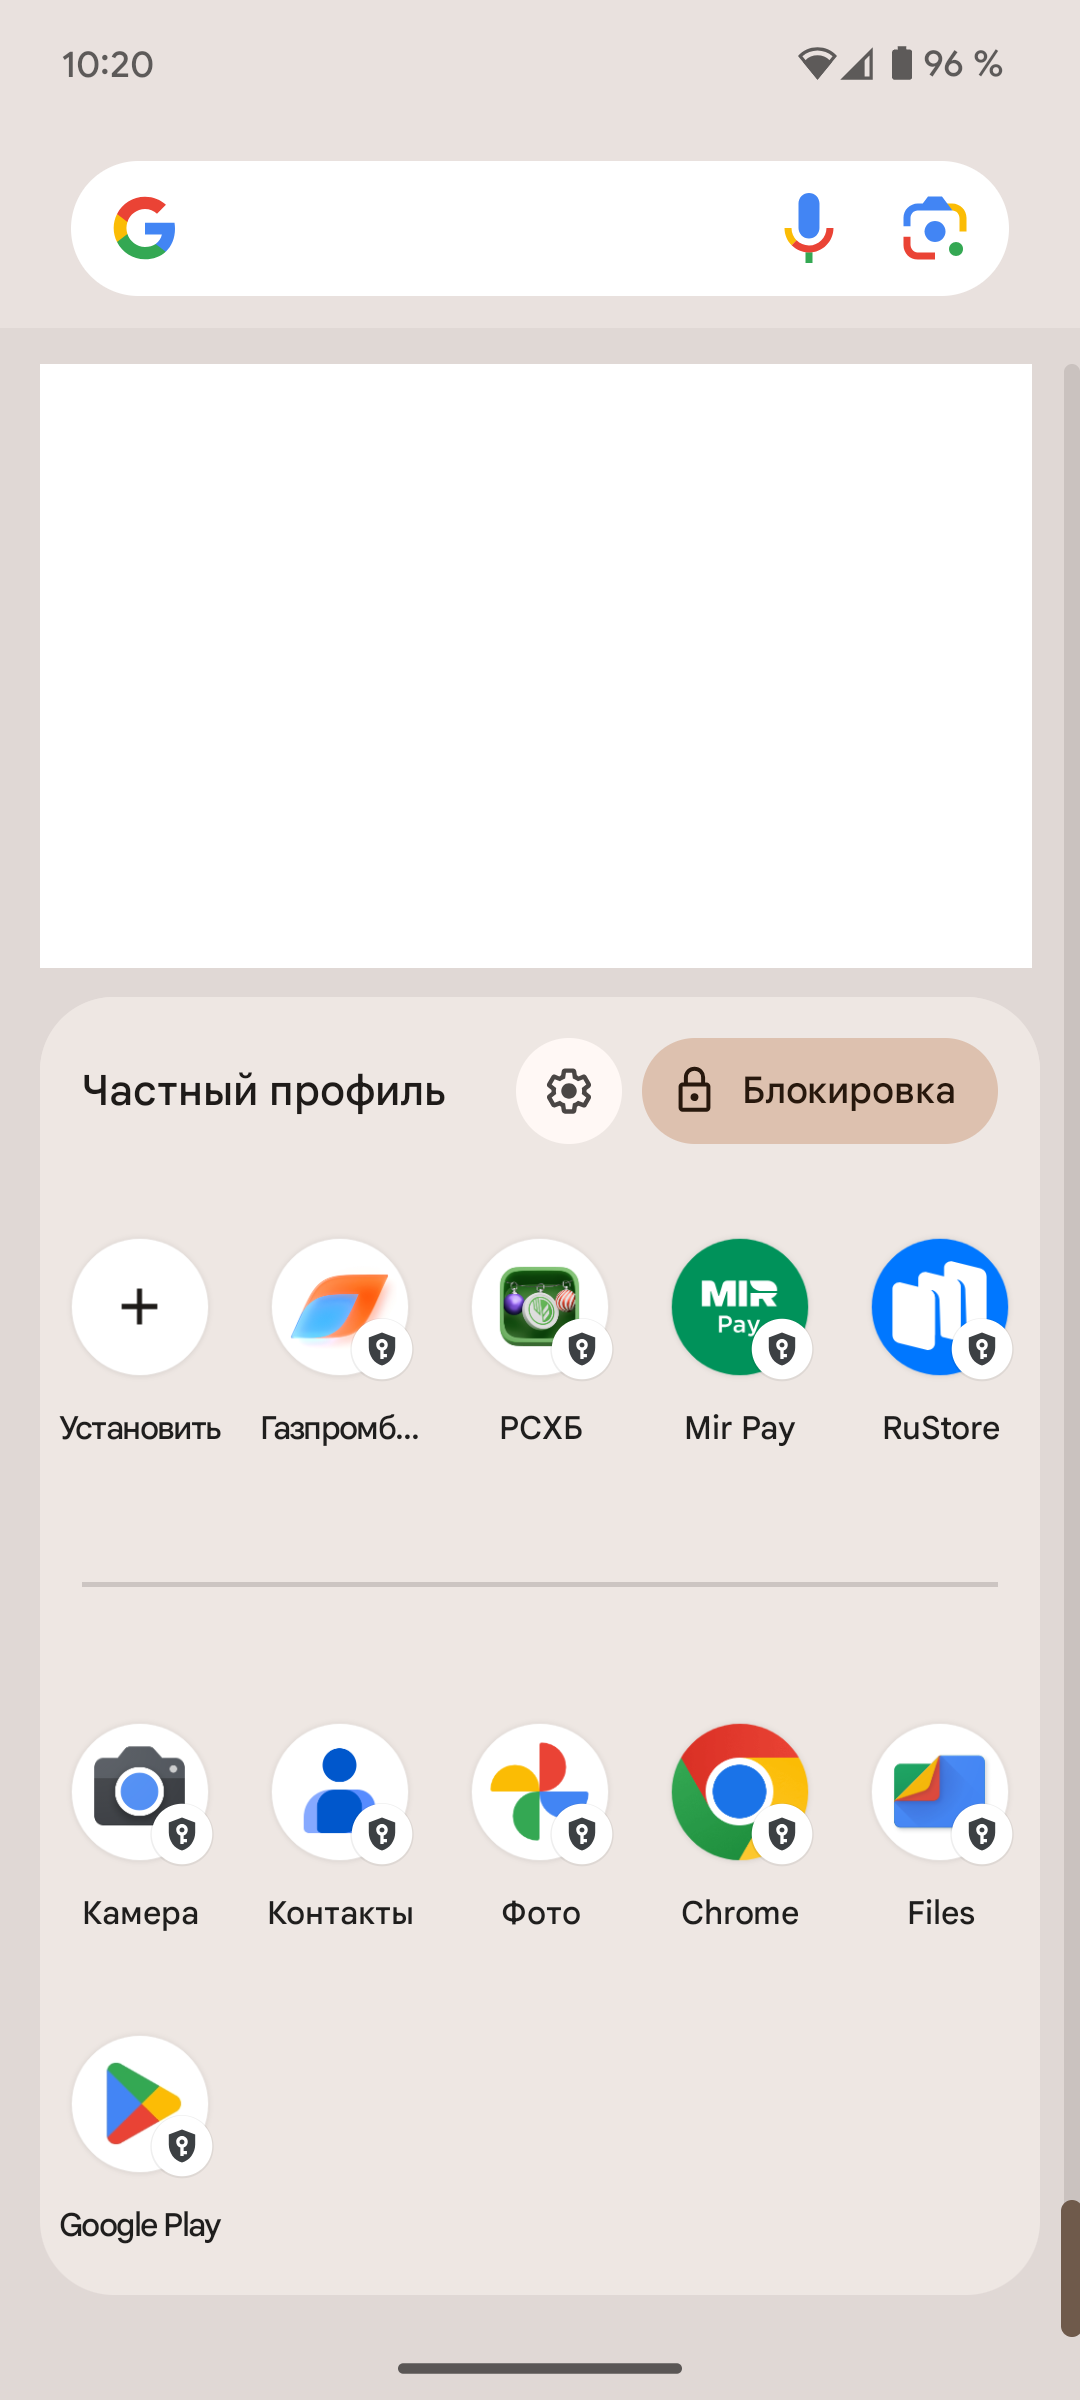 10:20
96 %
Частный профиль
Блокировка
MIR
Pay
Установить
Газпромб...
РСХБ
Mir Pay
RuStore
Камера
Контакты
Фото
Chrome
Files
Google Play